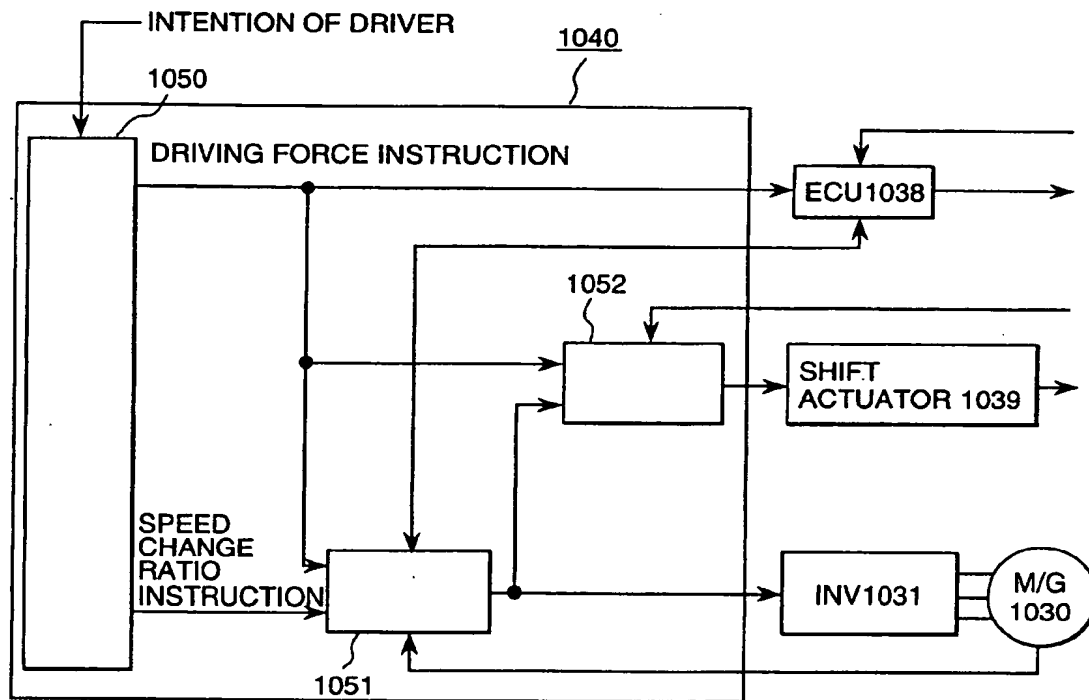 INTENTION OF DRIVER
1040
1050
DRIVING FORCE INSTRUCTION
ECU1038
1052
SHIFT
ACTUATOR 1039
SPEED
CHANGE
RATIO
INSTRUCTION
INV1031
M/G
1030
1051